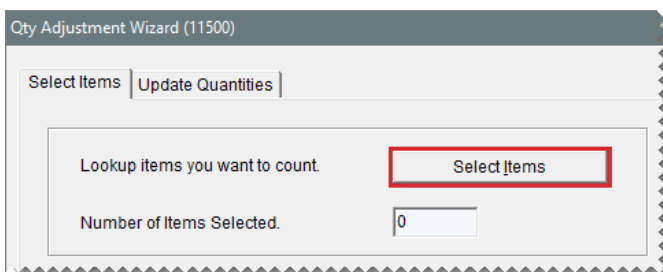 Qty Adjustment Wizard (11500)
Select Items Update Quantities
Lookup items you want to count. Select Items
Number of Items Selected. 0